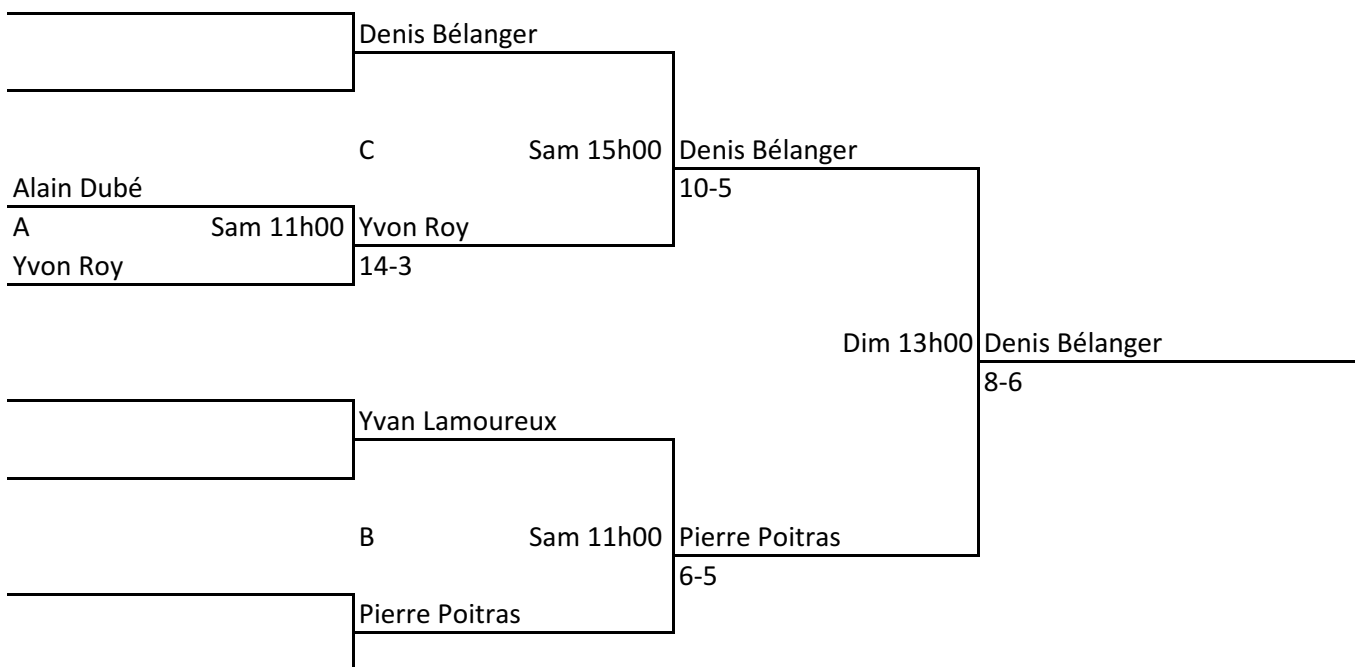 Denis Bélanger
C Sam 15h00 Denis Bélanger
Alain Dubé 10-5
A Sam 11h00 Yvon Roy
Yvon Roy 14-3
Dim 13h00 Denis Bélanger
8-6
Yvan Lamoureux
B Sam 11h00 Pierre Poitras
6-5
Pierre Poitras